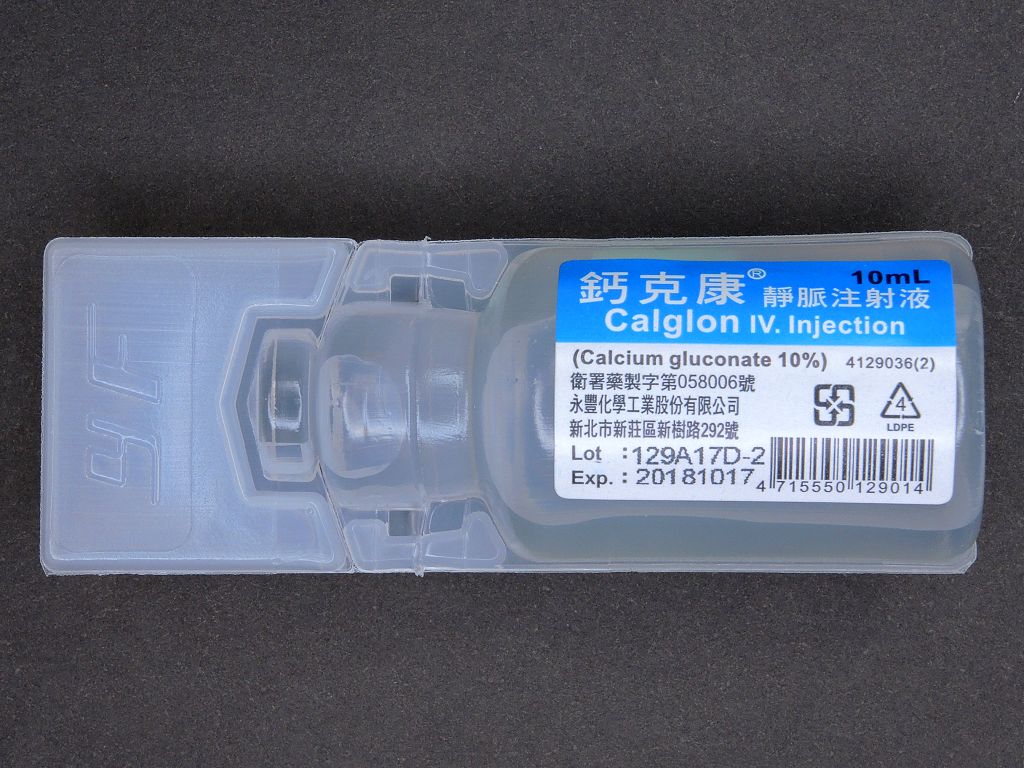 鈣克康® 靜脈注射液 10mL
Calglon IV. Injection
(Calcium gluconate 10%) 4129036(2)
衛署藥製字第058006號
永豐化學工業股份有限公司
新北市新莊區新樹路292號
4
LDPE
Lot :129A17D-2
Exp. : 20181017
4 715550 129014
YF